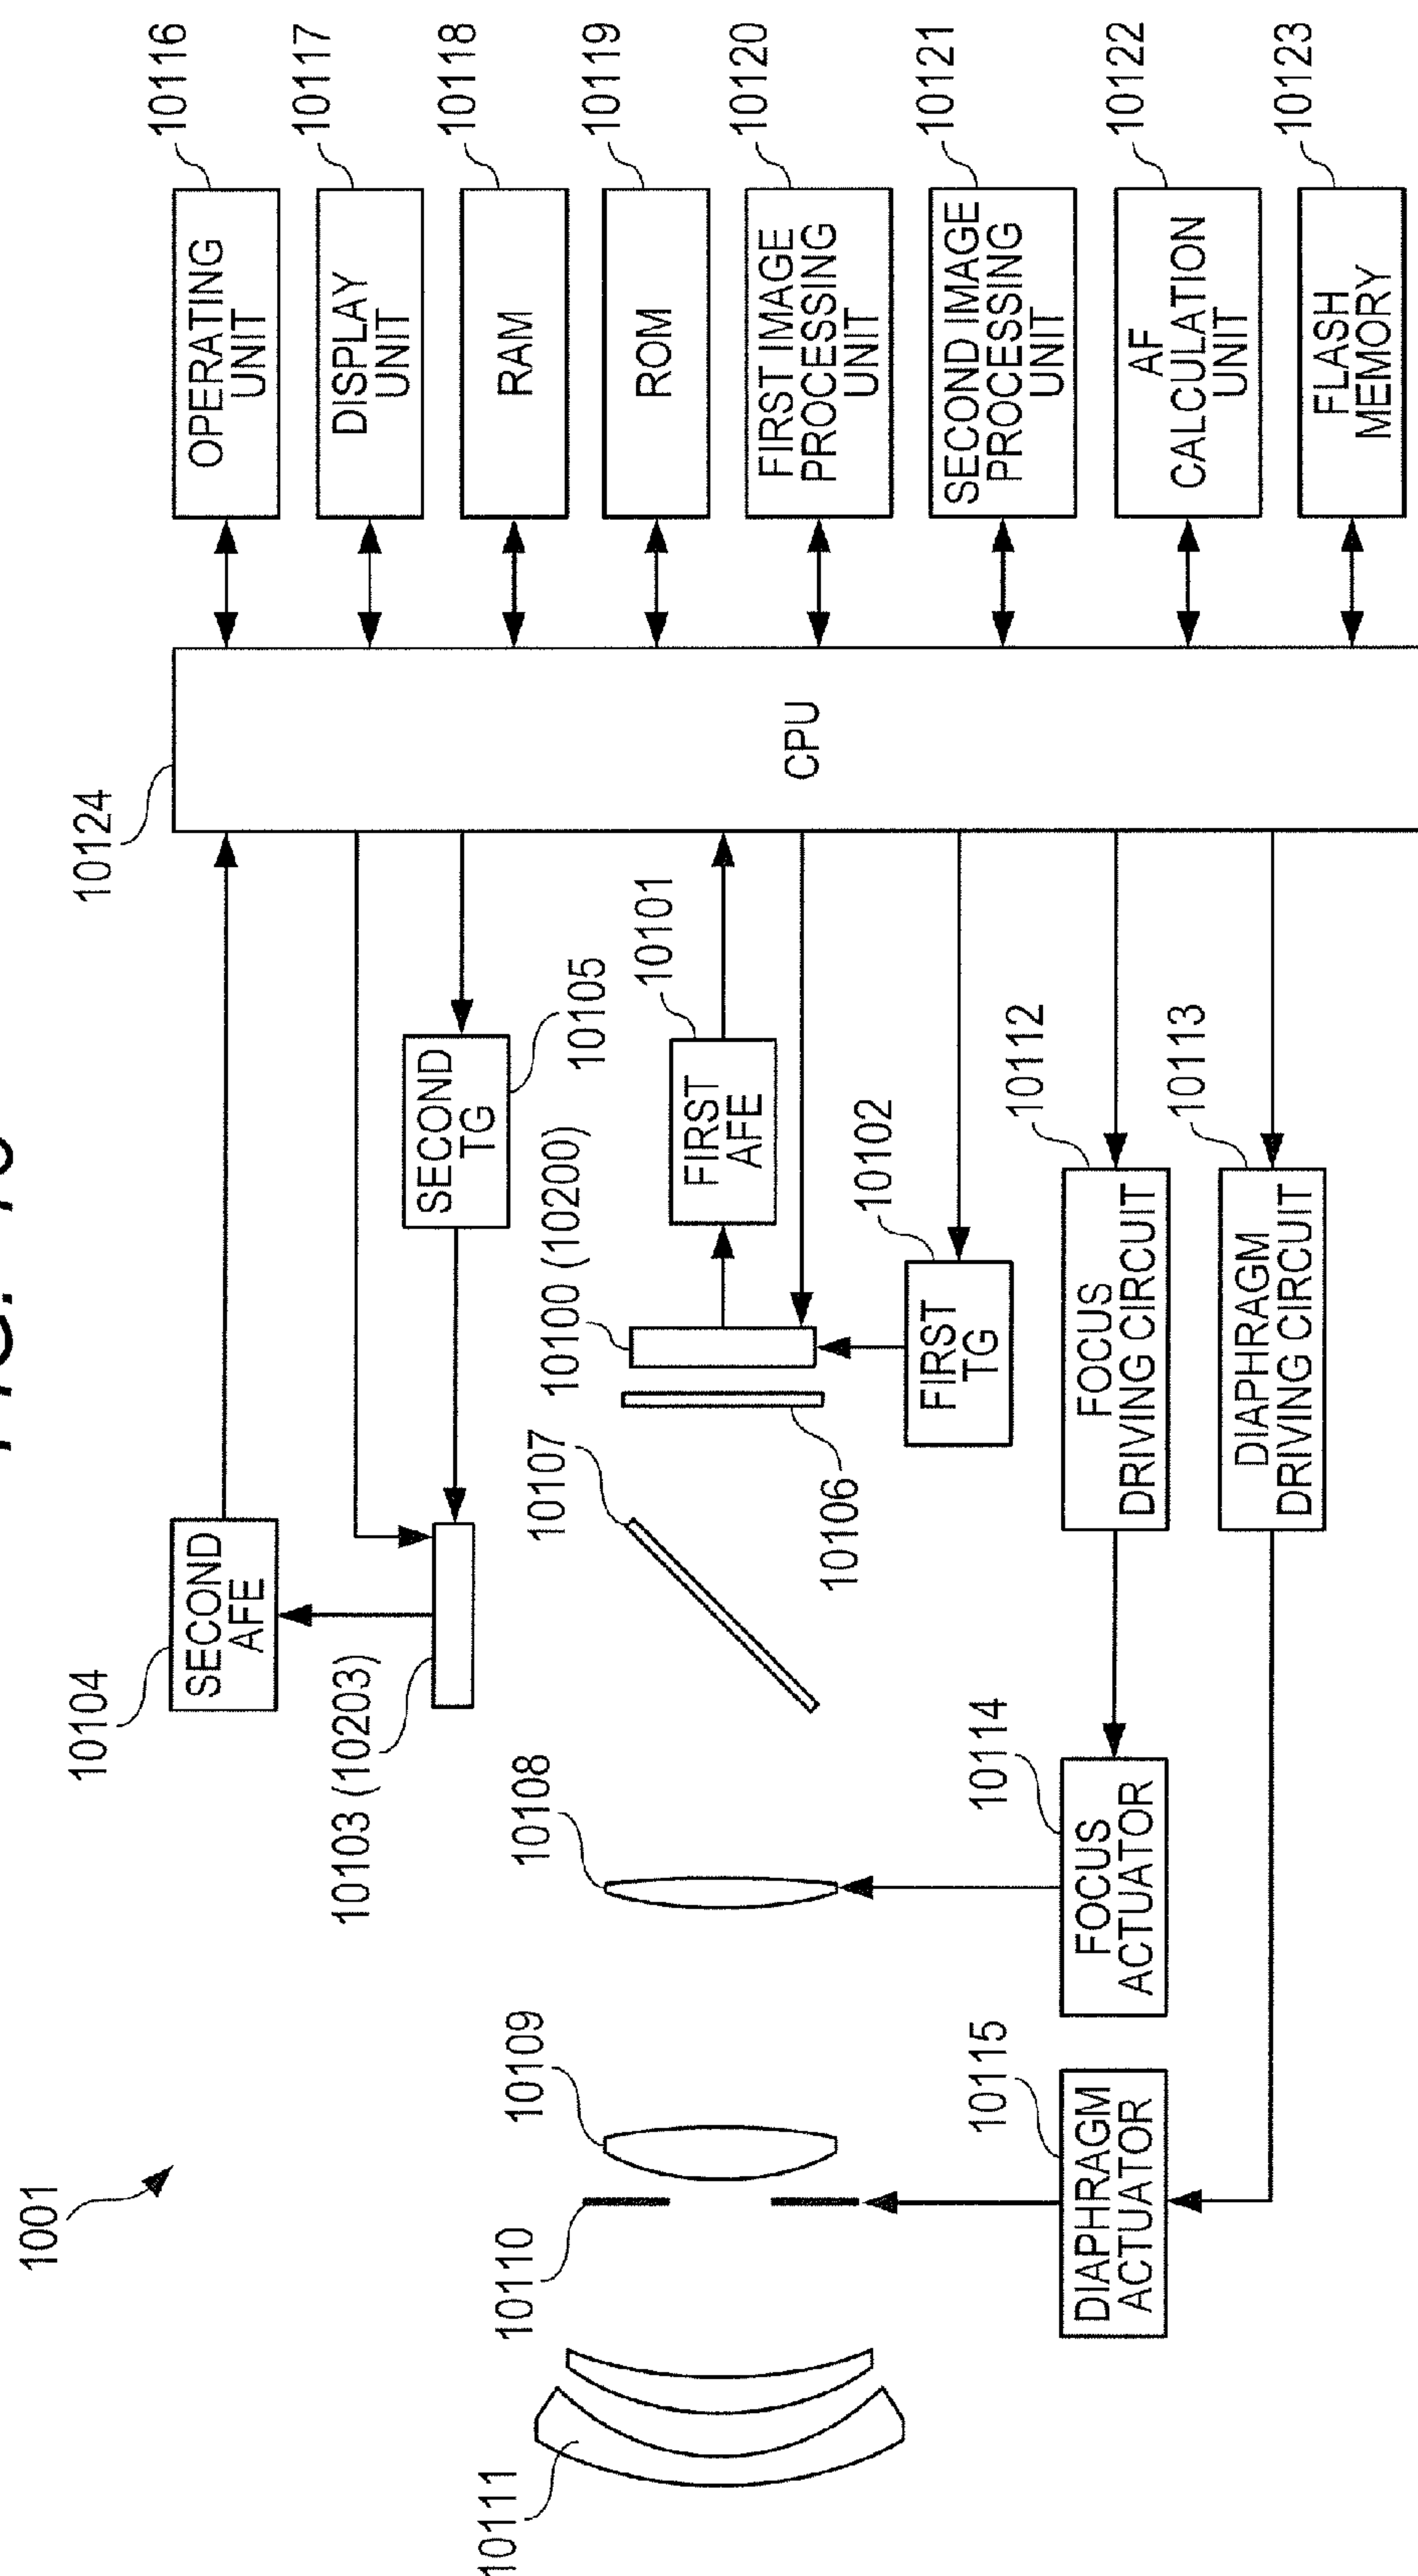 1001
10104
10124
10116
SECOND
AFE
OPERATING
UNIT
10103 (10203)
10117
DISPLAY
UNIT
SECOND
TG
10105
10118
RAM
10111
10110
10109
10108
10107
10100 (10200)
10101
10119
ROM
FIRST
AFE
10120
FIRST IMAGE
PROCESSING
UNIT
CPU
10106
10102
FIRST
TG
10121
SECOND IMAGE
PROCESSING
UNIT
10115
10114
10112
DIAPHRAGM
ACTUATOR
FOCUS
ACTUATOR
FOCUS
DRIVING CIRCUIT
10122
AF
CALCULATION
UNIT
10113
DIAPHRAGM
DRIVING CIRCUIT
10123
FLASH
MEMORY